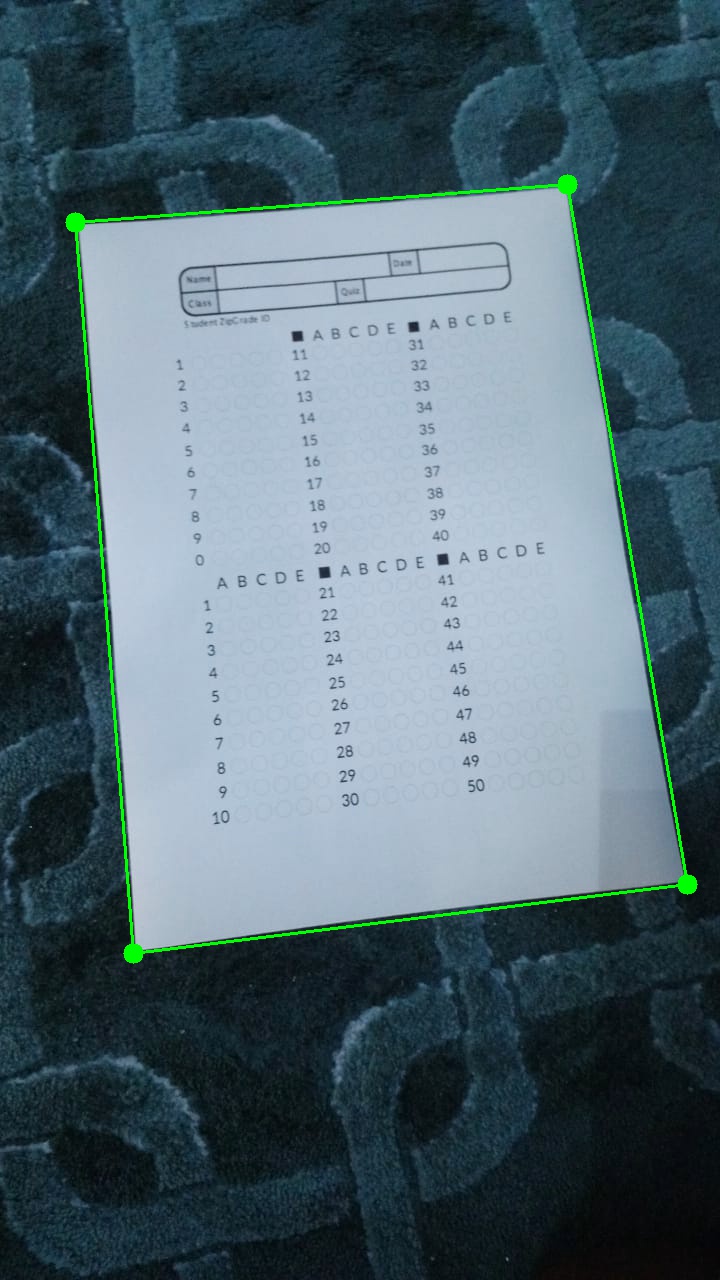 Name Date
Class Quiz
Student ZipGrade ID
■ A B C D E ■ A B C D E
1 11 31
2 12 32
3 13 33
4 14 34
5 15 35
6 16 36
7 17 37
8 18 38
9 19 39
0 20 40
A B C D E ■ A B C D E ■ A B C D E
1 21 41
2 22 42
3 23 43
4 24 44
5 25 45
6 26 46
7 27 47
8 28 48
9 29 49
10 30 50